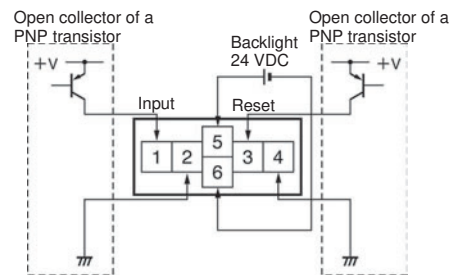 Open collector of a
PNP transistor
Open collector of a
PNP transistor
Backlight
24 VDC
+V
+V
Input
Reset
5
1 2 3 4
6